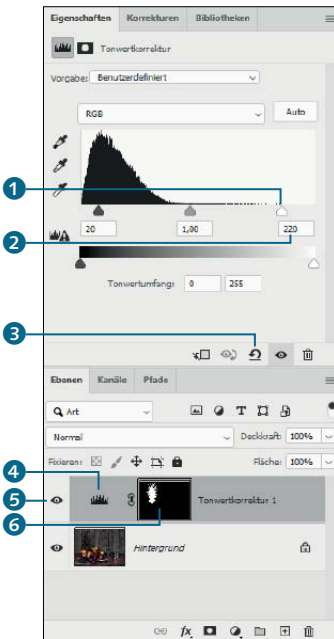 Eigenschaften Korrekturen Bibliotheken
Tonwertkorrektur
Vorgabe: Benutzerdefiniert
RGB Auto
1
20 1,00 220
2
Tonwertumfang: 0 255
3
Ebenen Kanäle Pfade
Art
Normal Deckkraft: 100%
Fixieren: Fläche: 100%
4
5 Tonwertkorrektur 1
6
Hintergrund
fx